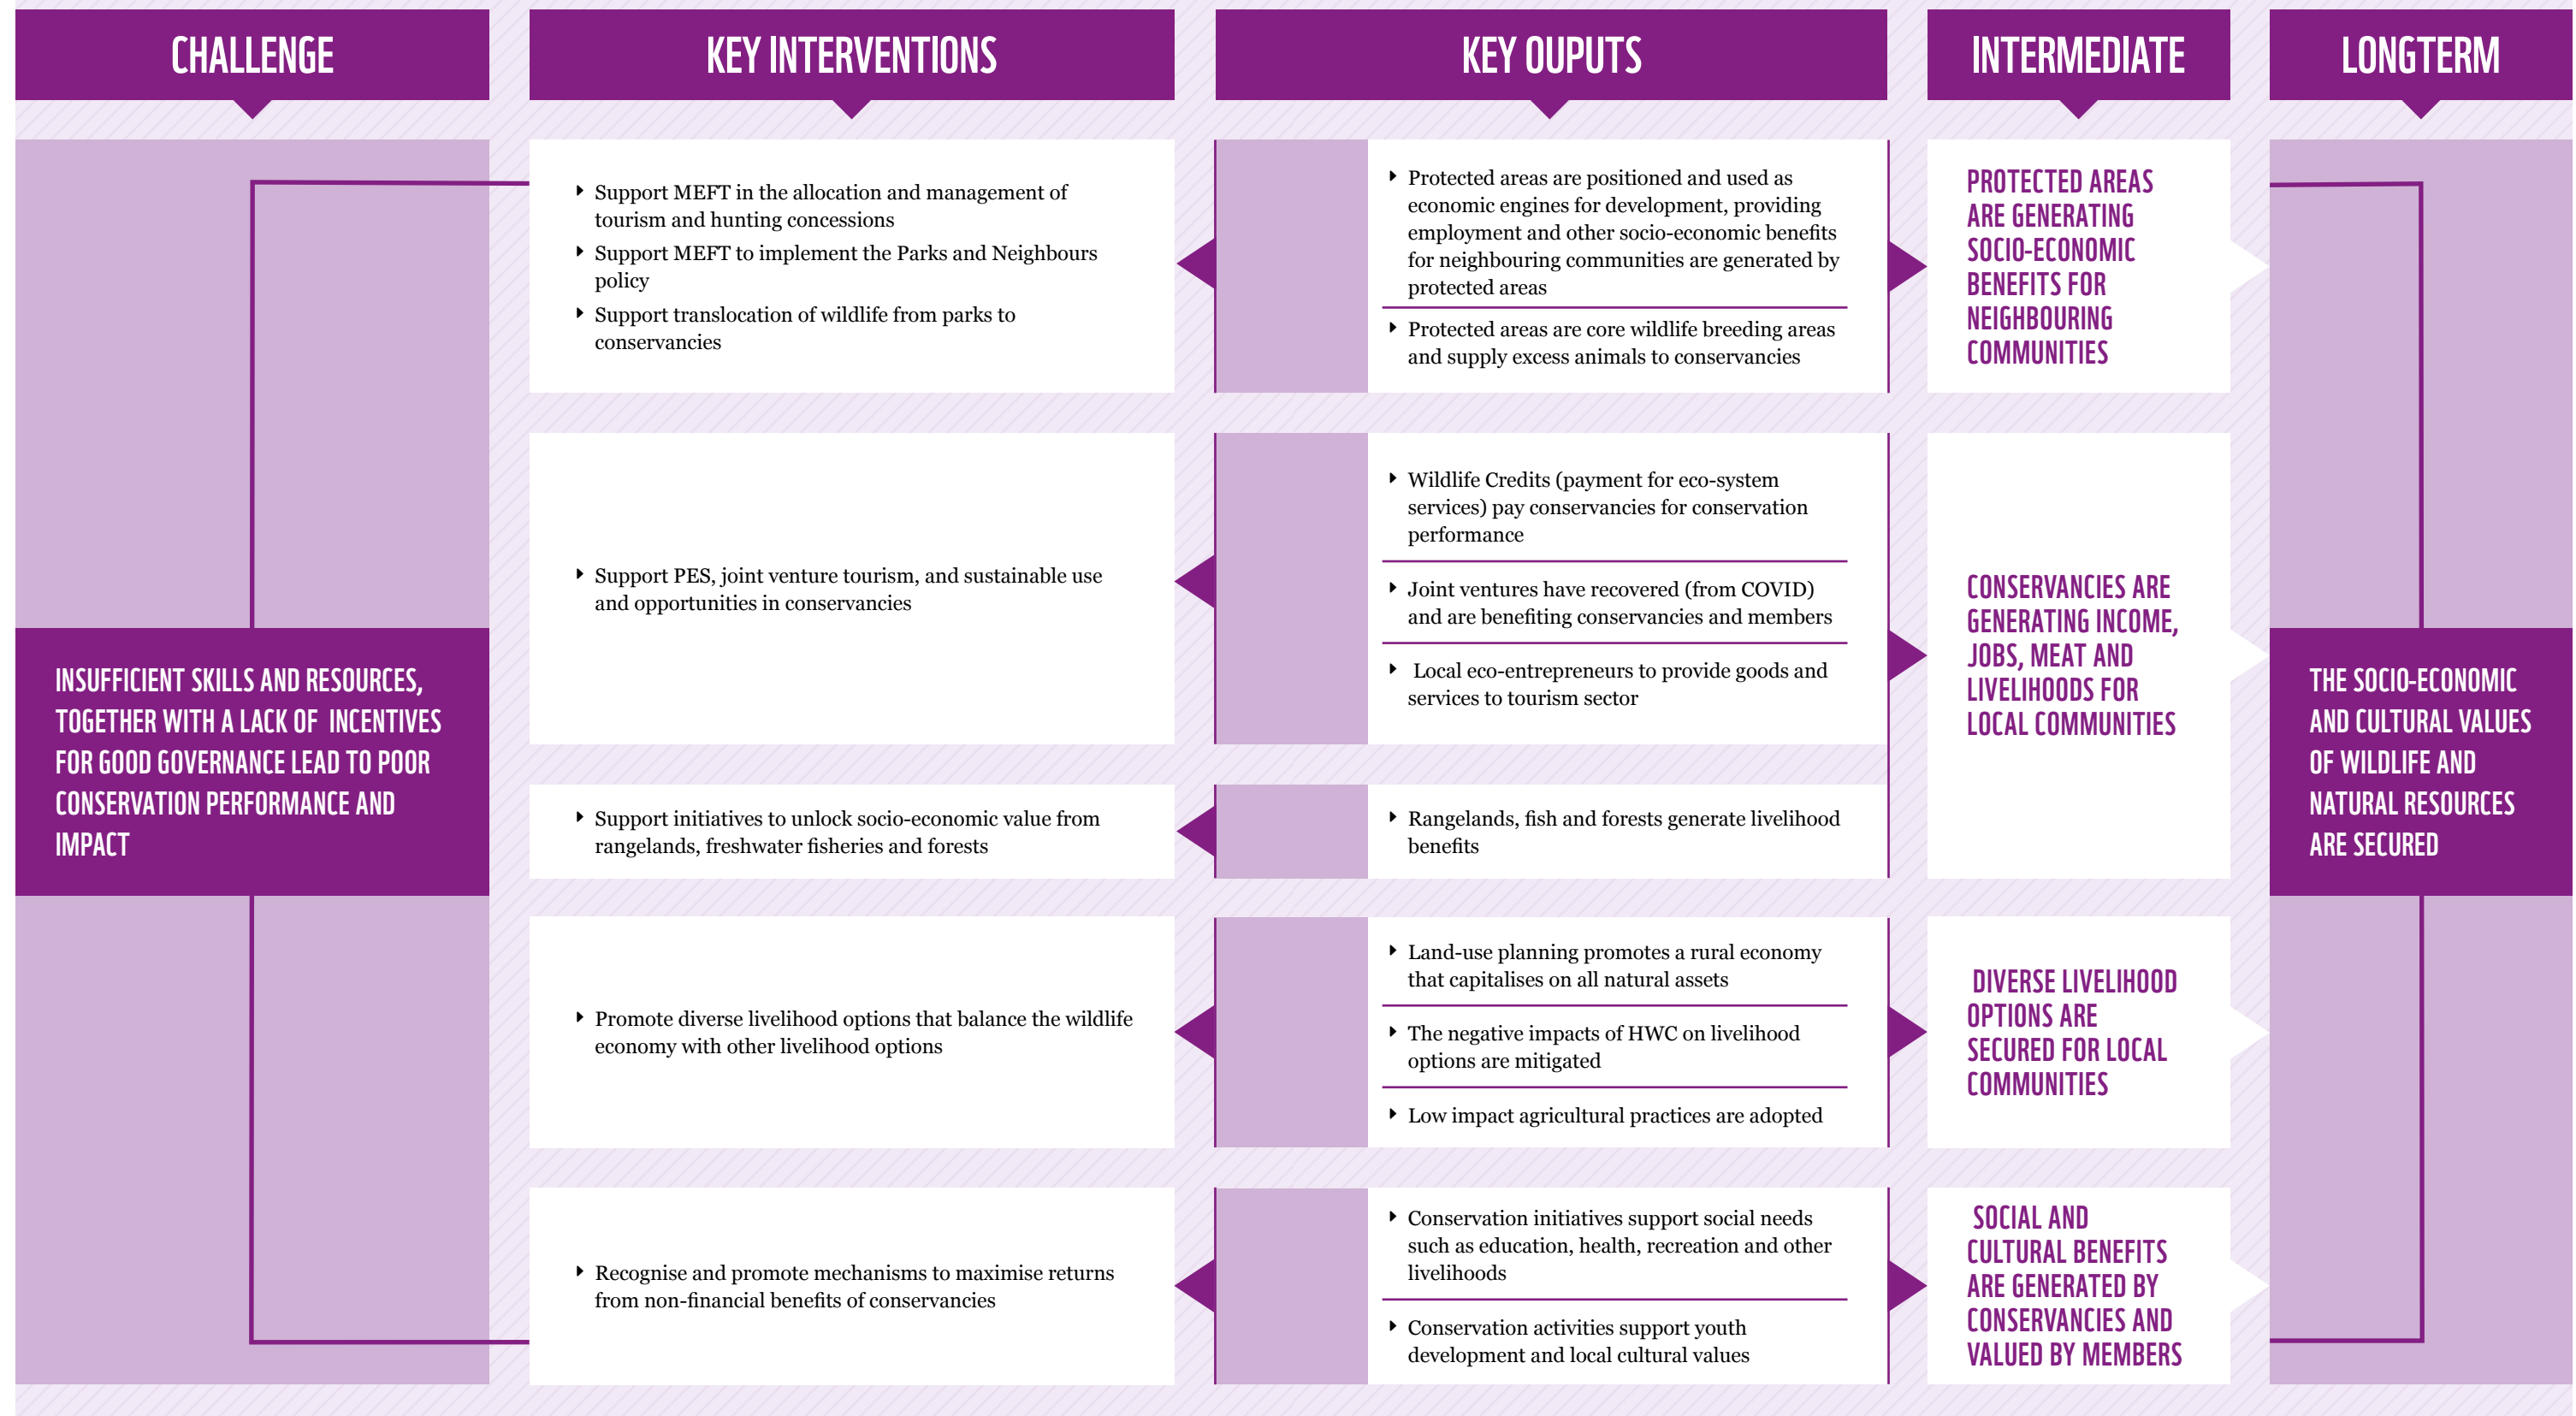 CHALLENGE
KEY INTERVENTIONS
KEY OUPUTS
INTERMEDIATE
LONGTERM
INSUFFICIENT SKILLS AND RESOURCES,
TOGETHER WITH A LACK OF INCENTIVES
FOR GOOD GOVERNANCE LEAD TO POOR
CONSERVATION PERFORMANCE AND
IMPACT
Support MEFT in the allocation and management of
tourism and hunting concessions
Support MEFT to implement the Parks and Neighbours
policy
Support translocation of wildlife from parks to
conservancies
Protected areas are positioned and used as
economic engines for development, providing
employment and other socio-economic benefits
for neighbouring communities are generated by
protected areas
Protected areas are core wildlife breeding areas
and supply excess animals to conservancies
PROTECTED AREAS
ARE GENERATING
SOCIO-ECONOMIC
BENEFITS FOR
NEIGHBOURING
COMMUNITIES
Support PES, joint venture tourism, and sustainable use
and opportunities in conservancies
Wildlife Credits (payment for eco-system
services) pay conservancies for conservation
performance
Joint ventures have recovered (from COVID)
and are benefiting conservancies and members
Local eco-entrepreneurs to provide goods and
services to tourism sector
Support initiatives to unlock socio-economic value from
rangelands, freshwater fisheries and forests
Rangelands, fish and forests generate livelihood
benefits
CONSERVANCIES ARE
GENERATING INCOME,
JOBS, MEAT AND
LIVELIHOODS FOR
LOCAL COMMUNITIES
Promote diverse livelihood options that balance the wildlife
economy with other livelihood options
Land-use planning promotes a rural economy
that capitalises on all natural assets
The negative impacts of HWC on livelihood
options are mitigated
Low impact agricultural practices are adopted
DIVERSE LIVELIHOOD
OPTIONS ARE
SECURED FOR LOCAL
COMMUNITIES
Recognise and promote mechanisms to maximise returns
from non-financial benefits of conservancies
Conservation initiatives support social needs
such as education, health, recreation and other
livelihoods
Conservation activities support youth
development and local cultural values
SOCIAL AND
CULTURAL BENEFITS
ARE GENERATED BY
CONSERVANCIES AND
VALUED BY MEMBERS
THE SOCIO-ECONOMIC
AND CULTURAL VALUES
OF WILDLIFE AND
NATURAL RESOURCES
ARE SECURED